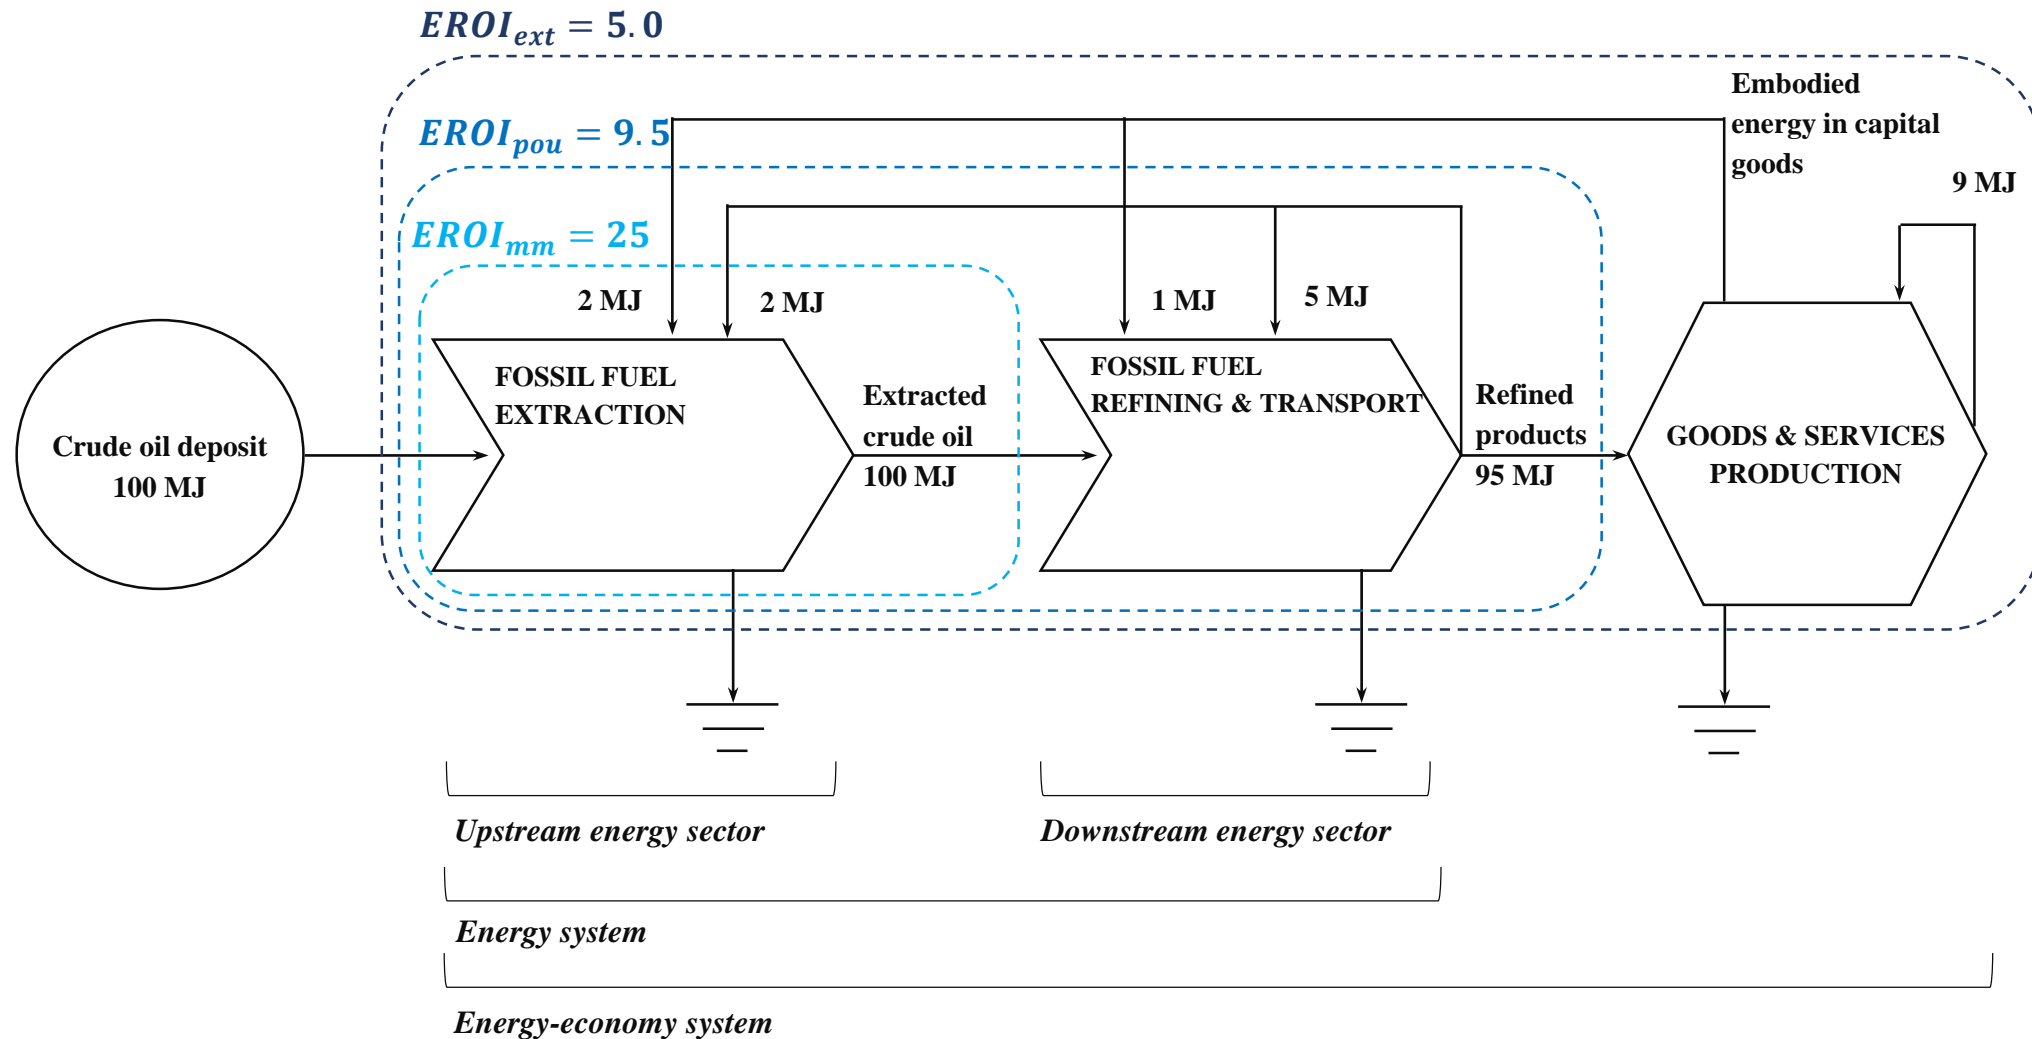 EROI_ext = 5.0
Embodied
energy in capital
goods
EROI_pou = 9.5
9 MJ
EROI_mm = 25
2 MJ
2 MJ
1 MJ
5 MJ
Crude oil deposit
100 MJ
FOSSIL FUEL
EXTRACTION
Extracted
crude oil
100 MJ
FOSSIL FUEL
REFINING & TRANSPORT
Refined
products
95 MJ
GOODS & SERVICES
PRODUCTION
Upstream energy sector
Downstream energy sector
Energy system
Energy-economy system